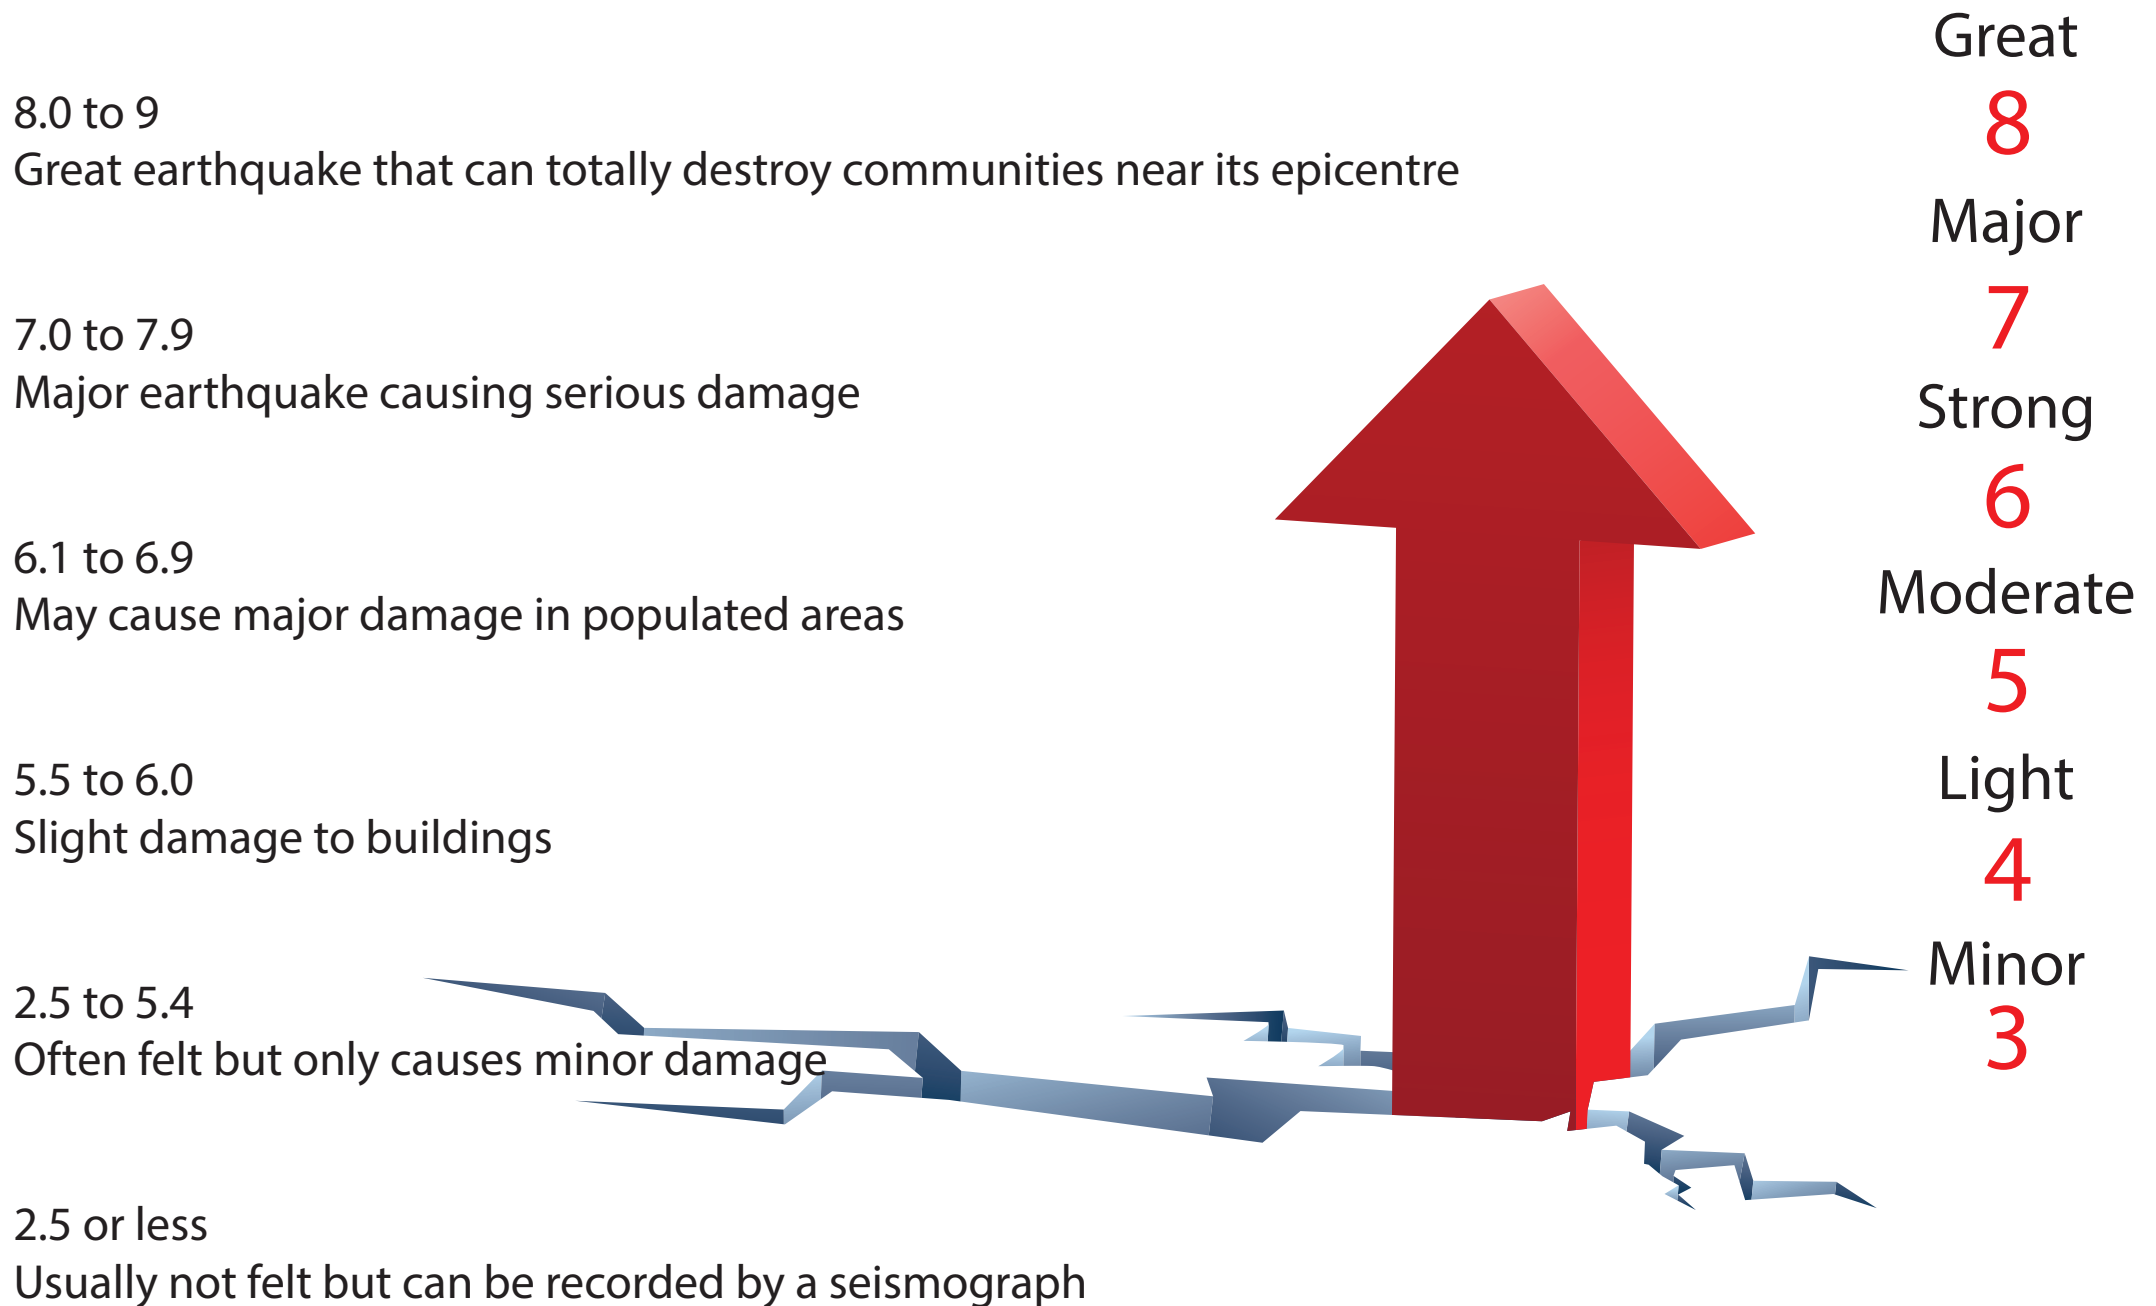 8.0 to 9
Great earthquake that can totally destroy communities near its epicentre
7.0 to 7.9
Major earthquake causing serious damage
6.1 to 6.9
May cause major damage in populated areas
5.5 to 6.0
Slight damage to buildings
2.5 to 5.4
Often felt but only causes minor damage
2.5 or less
Usually not felt but can be recorded by a seismograph
Great
8
Major
7
Strong
6
Moderate
5
Light
4
Minor
3